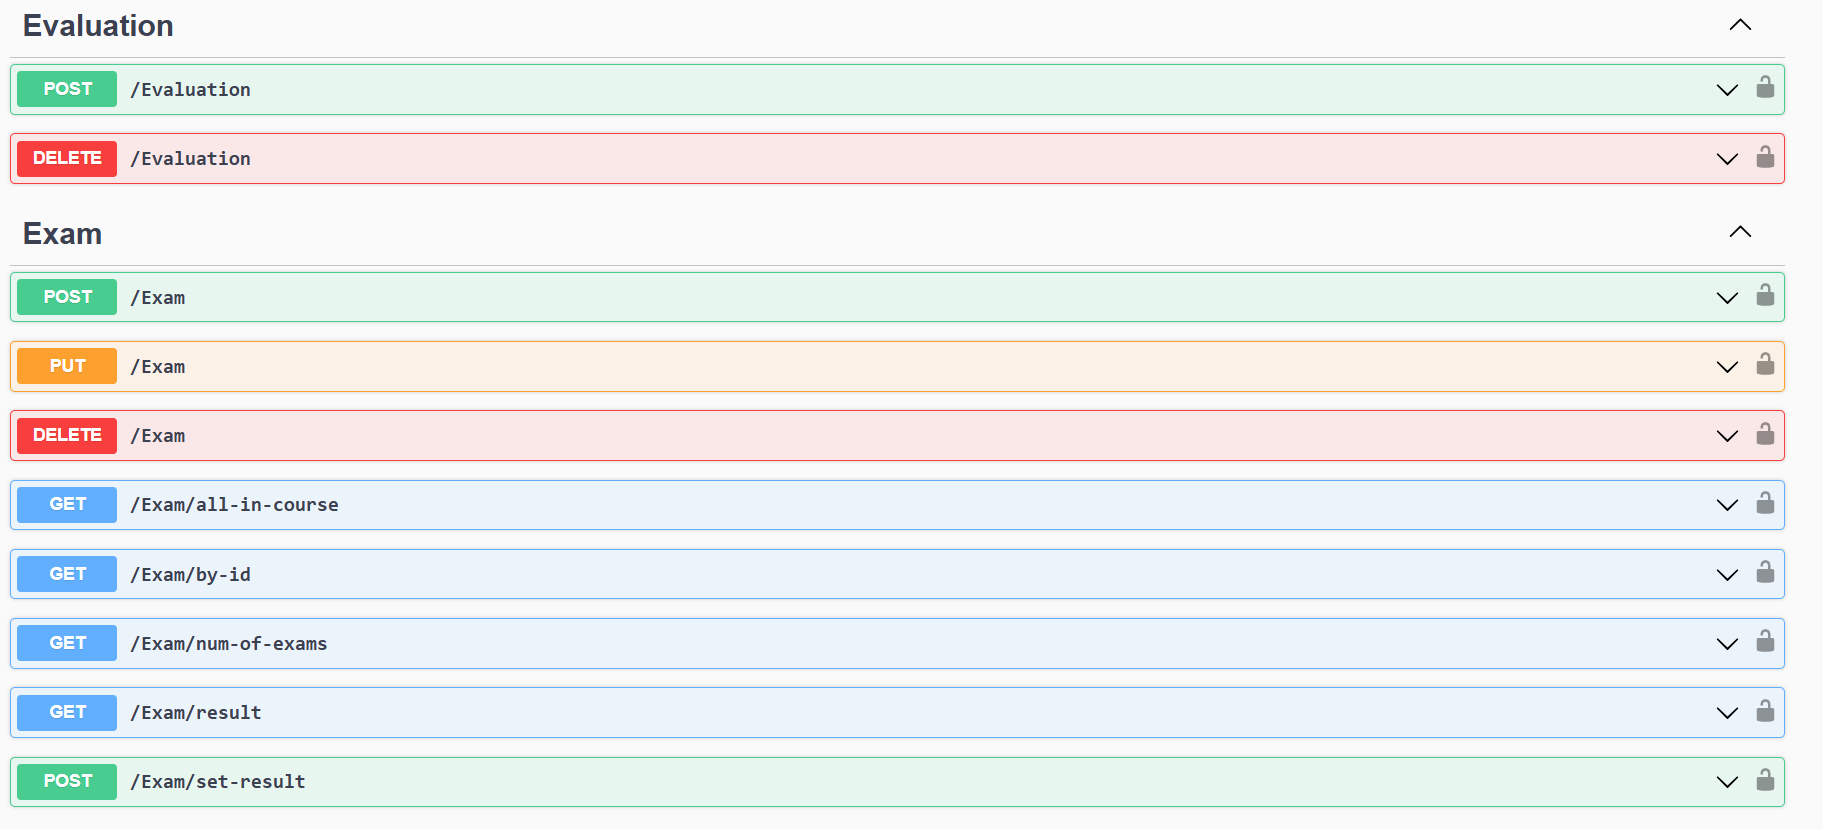 Evaluation
POST /Evaluation
DELETE /Evaluation
Exam
POST /Exam
PUT /Exam
DELETE /Exam
GET /Exam/all-in-course
GET /Exam/by-id
GET /Exam/num-of-exams
GET /Exam/result
POST /Exam/set-result